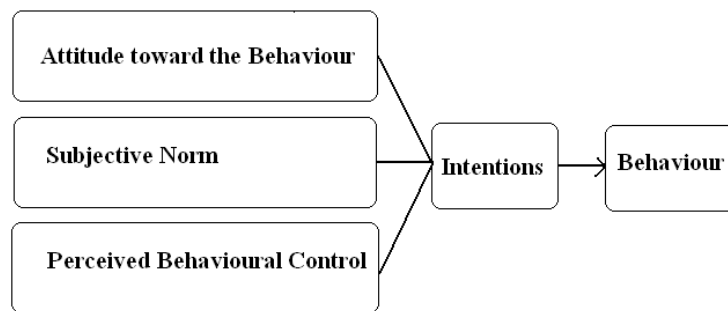 Attitude toward the Behaviour
Subjective Norm
Perceived Behavioural Control
Intentions
Behaviour